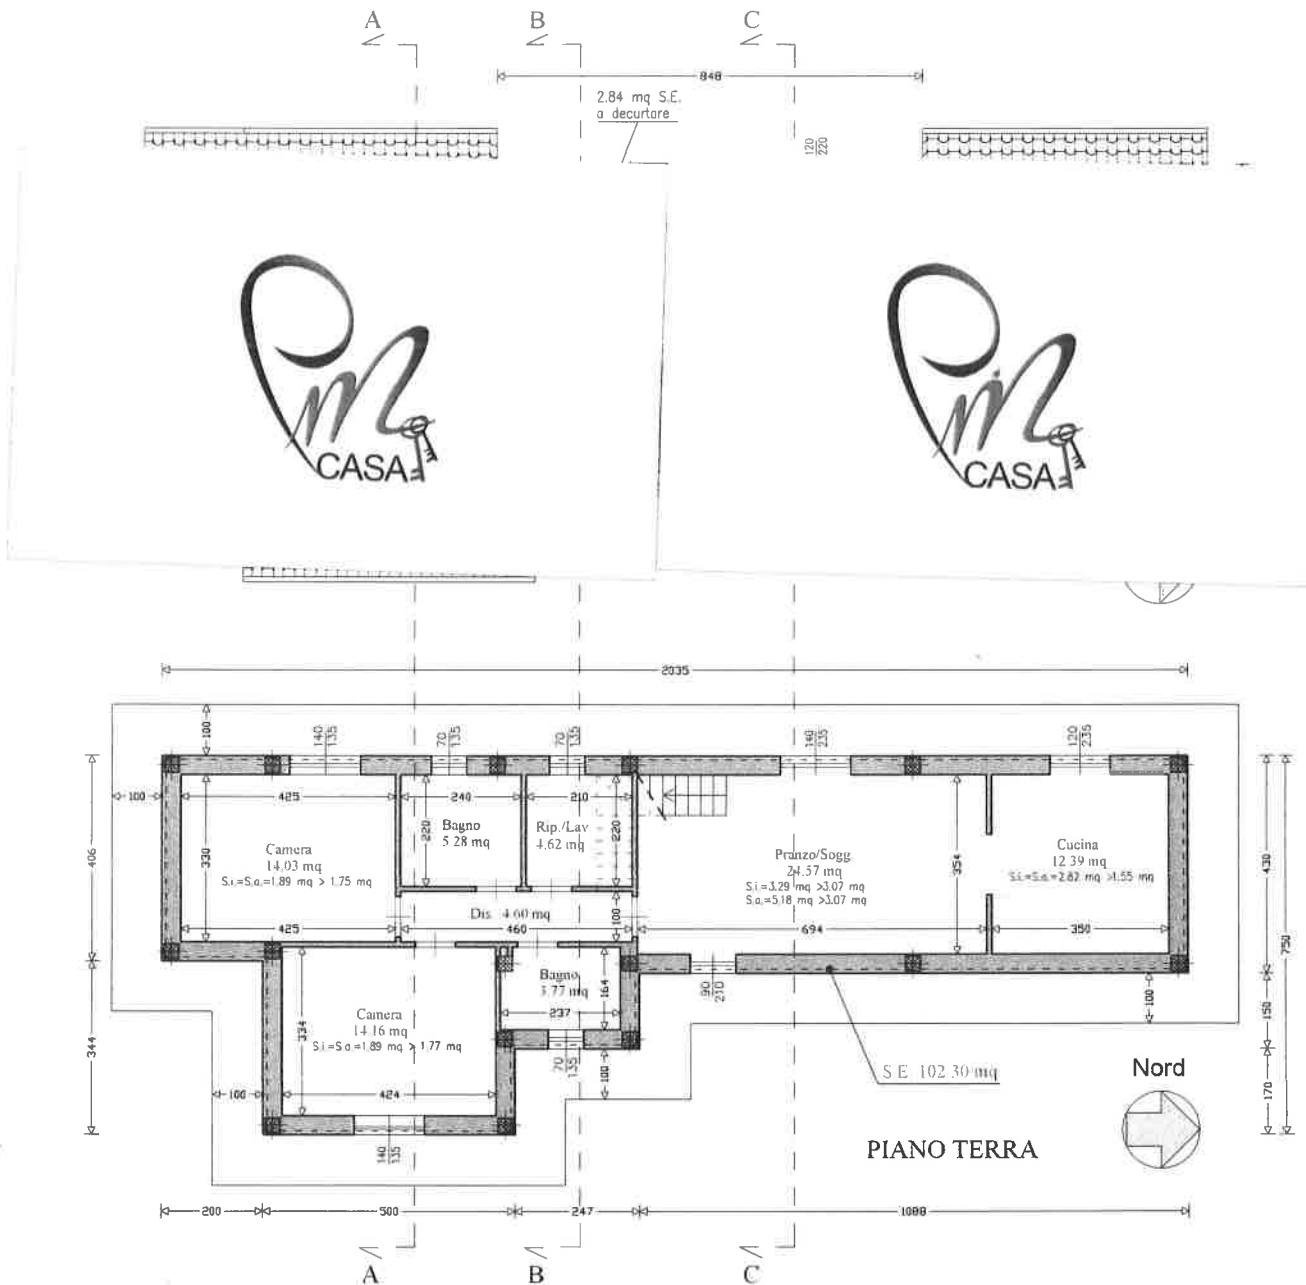 A
B
C
848
2.84 mq S.E.
a decurtare
120
220
Pm
CASA
Pin
CASA
2035
100
140
135
70
135
70
135
140
235
120
235
100
425
240
210
406
330
220
220
354
430
750
Camera
14.03 mq
S.i.=S.a.=1.89 mq > 1.75 mq
Bagno
5.28 mq
Rip./Lav
4.62 mq
Pranzo/Sogg.
24.57 mq
S.i.=3.29 mq >3.07 mq
S.a.=5.18 mq >3.07 mq
Cucina
12.39 mq
S.i.=S.a.=2.82 mq >1.55 mq
Dis. 4.60 mq
100
425
460
694
350
Bagno
3.77 mq
164
237
90
210
100
150
344
334
Camera
14.16 mq
S.i.=S.a.=1.89 mq > 1.77 mq
70
135
100
S.E. 102.30 mq
Nord
100
424
170
140
135
PIANO TERRA
200
500
247
1088
A
B
C